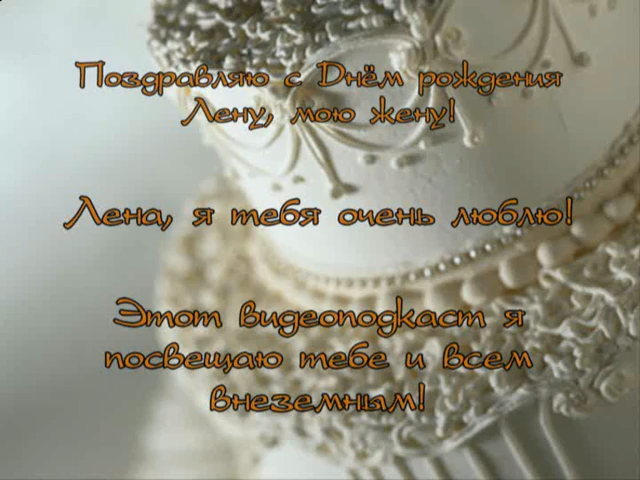 Поздравляю с Днём рождения
Лену, мою жену!
Лена, я тебя очень люблю!
Этот видеоподкаст я
посвещаю тебе и всем
внеземным!